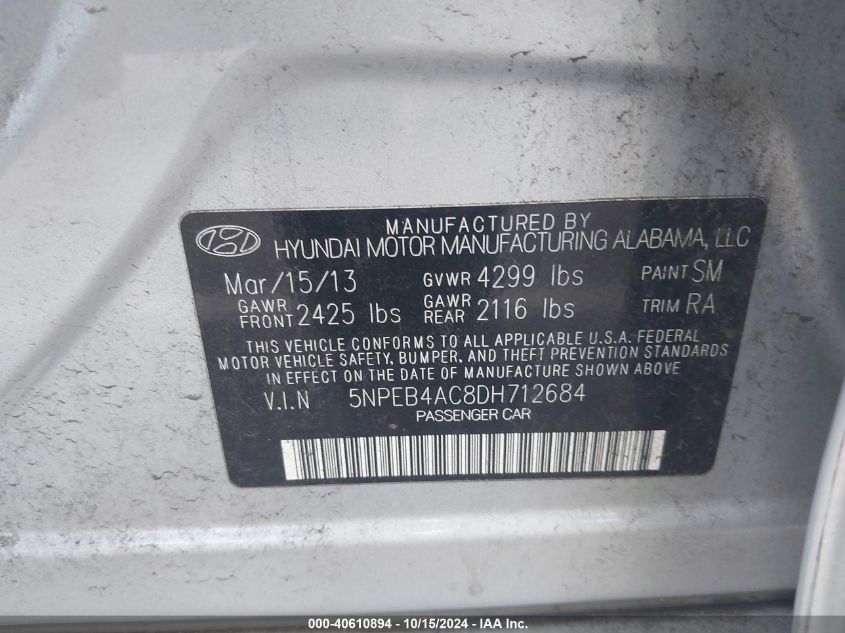 MANUFACTURED BY
HYUNDAI MOTOR MANUFACTURING ALABAMA, LLC
Mar/15/13 GVWR 4299 lbs PAINT SM
GAWR FRONT 2425 lbs GAWR REAR 2116 lbs TRIM RA
THIS VEHICLE CONFORMS TO ALL APPLICABLE U.S.A. FEDERAL
MOTOR VEHICLE SAFETY, BUMPER, AND THEFT PREVENTION STANDARDS
IN EFFECT ON THE DATE OF MANUFACTURE SHOWN ABOVE
V.I.N 5NPEB4AC8DH712684
PASSENGER CAR
000-40610894 - 10/15/2024 - IAA Inc.